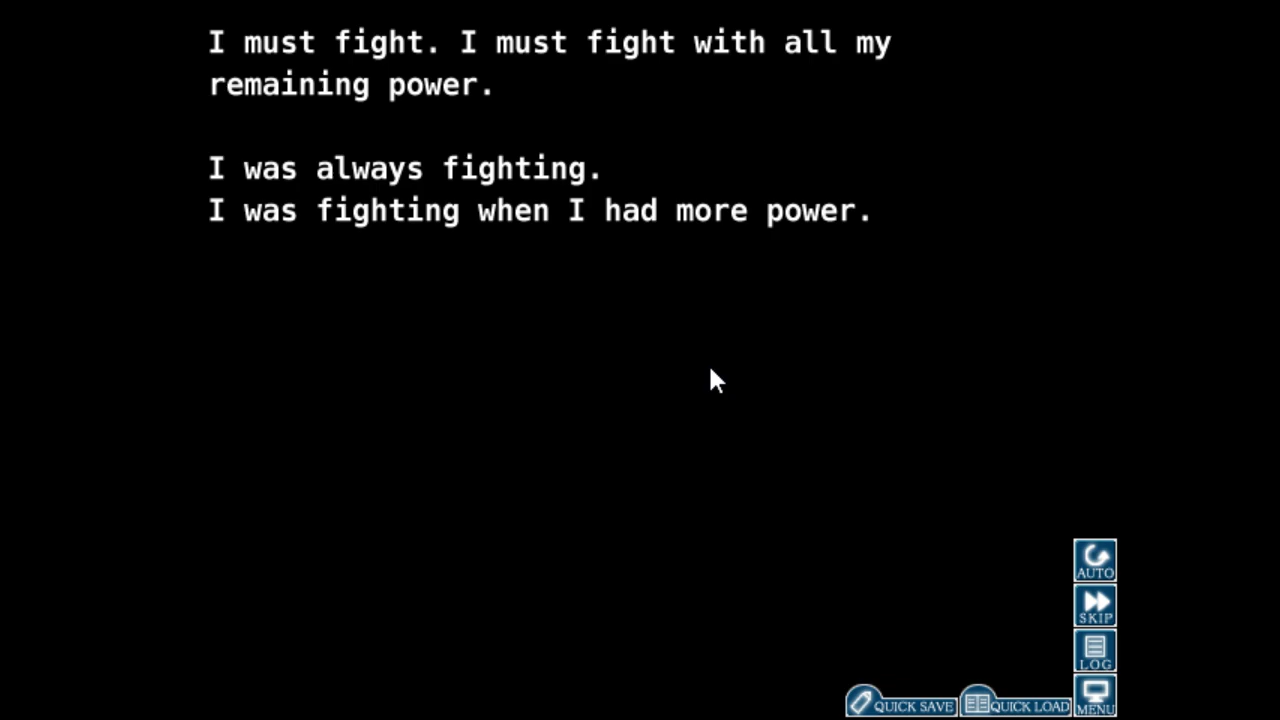 I must fight. I must fight with all my
remaining power.
I was always fighting.
I was fighting when I had more power.
AUTO
SKIP
LOG
QUICK SAVE
QUICK LOAD
MENU